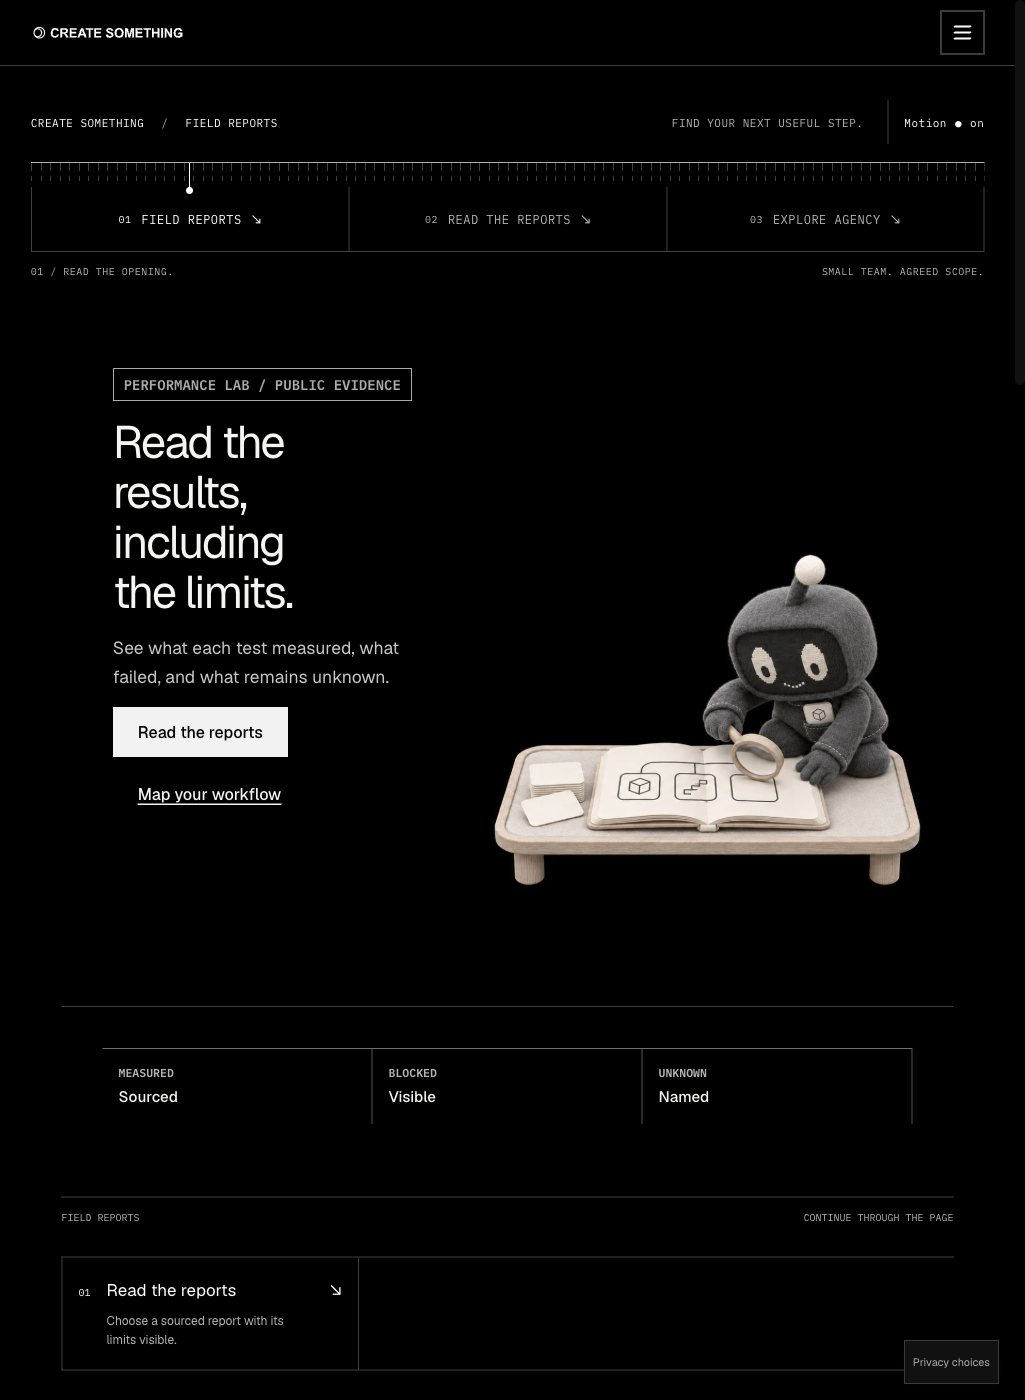 CREATE SOMETHING
CREATE SOMETHING / FIELD REPORTS
FIND YOUR NEXT USEFUL STEP.
Motion ● on
01 FIELD REPORTS ↘
02 READ THE REPORTS ↘
03 EXPLORE AGENCY ↘
01 / READ THE OPENING.
SMALL TEAM. AGREED SCOPE.
PERFORMANCE LAB / PUBLIC EVIDENCE
Read the
results,
including
the limits.
See what each test measured, what
failed, and what remains unknown.
Read the reports
Map your workflow
MEASURED
Sourced
BLOCKED
Visible
UNKNOWN
Named
FIELD REPORTS
CONTINUE THROUGH THE PAGE
01 Read the reports ↘
Choose a sourced report with its
limits visible.
Privacy choices